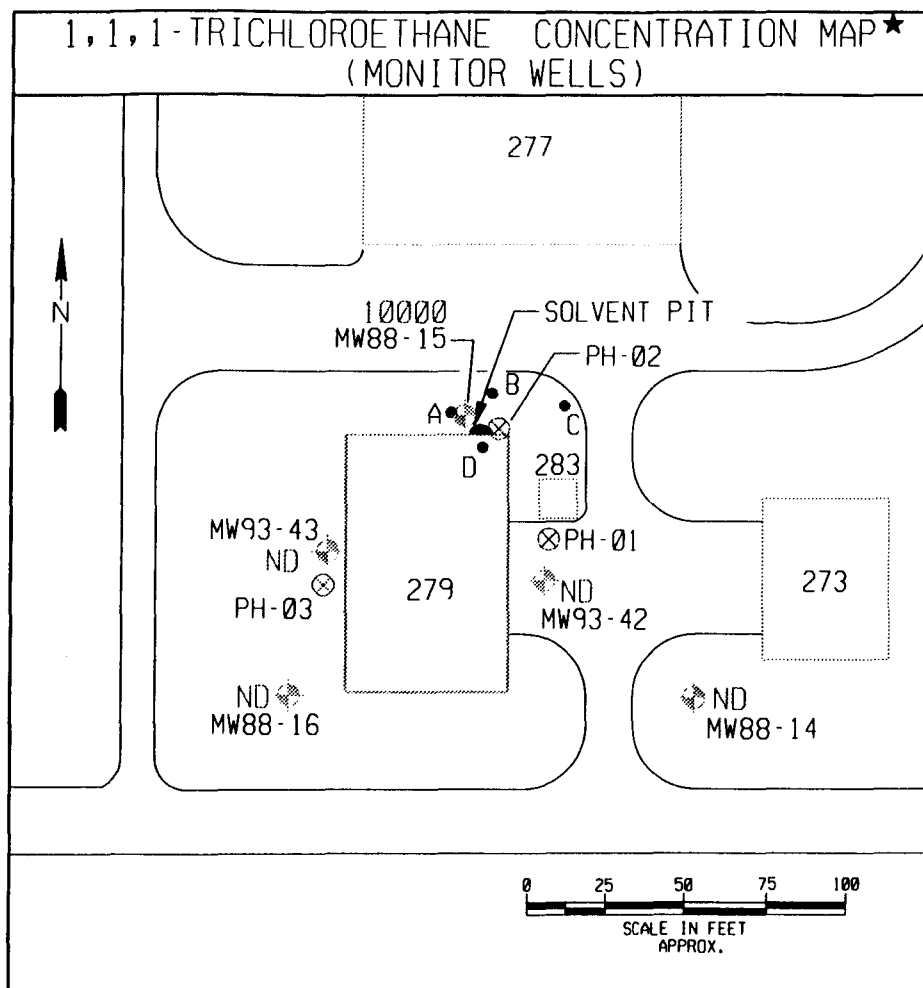 1,1,1-TRICHLOROETHANE CONCENTRATION MAP★
(MONITOR WELLS)
277
N
10000
MW88-15
SOLVENT PIT
PH-02
A
B
C
D
283
MW93-43
ND
PH-03
279
PH-01
ND
MW93-42
273
ND
MW88-16
ND
MW88-14
0 25 50 75 100
SCALE IN FEET
APPROX.